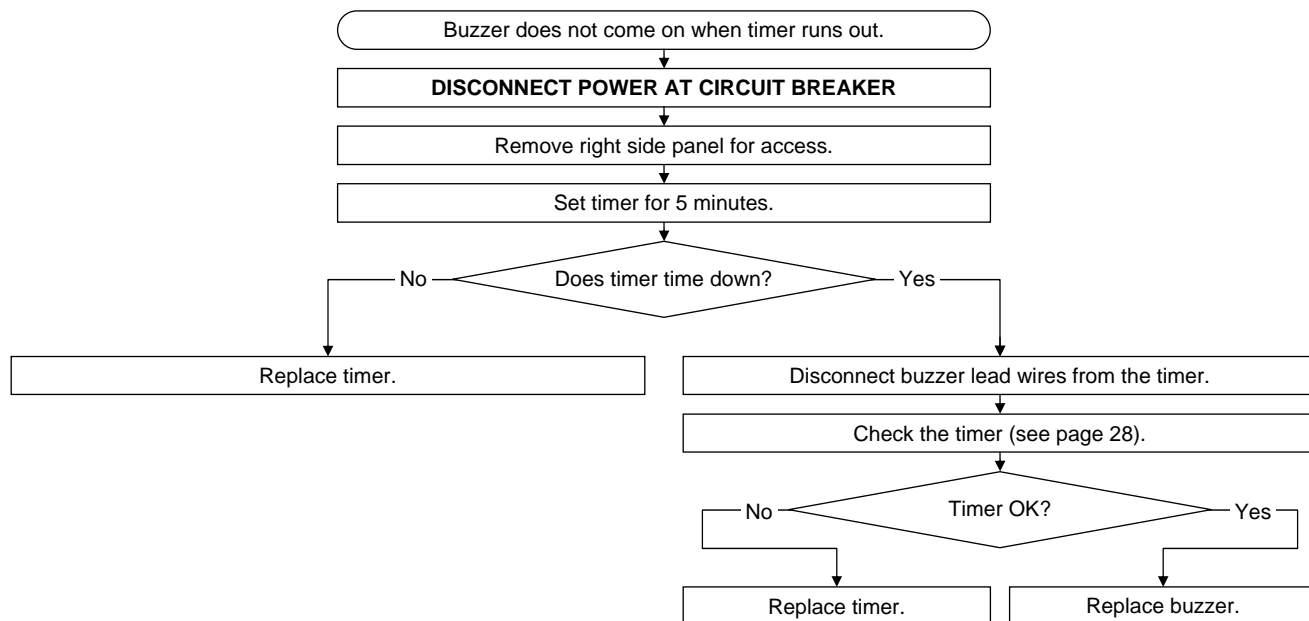 Buzzer does not come on when timer runs out.
DISCONNECT POWER AT CIRCUIT BREAKER
Remove right side panel for access.
Set timer for 5 minutes.
No
Does timer time down?
Yes
Replace timer.
Disconnect buzzer lead wires from the timer.
Check the timer (see page 28).
No
Timer OK?
Yes
Replace timer.
Replace buzzer.